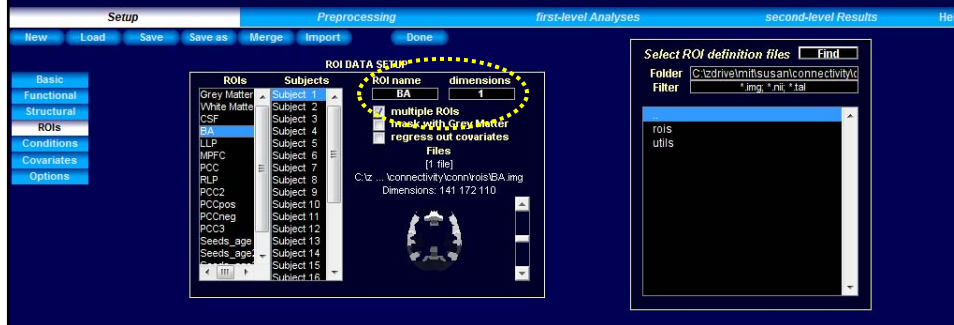 Setup Preprocessing first-level Analyses second-level Results He
New Load Save Save as Merge Import Done
ROI DATA SETUP
Basic
Functional
Structural
ROIs
Conditions
Covariates
Options
ROIs
Grey Matter
White Matte
CSF
BA
LLP
MPFC
PCC
RLP
PCC2
PCCpos
PCCneg
PCC3
Seeds_age
Seeds_age2
Subjects
Subject 1
Subject 2
Subject 3
Subject 4
Subject 5
Subject 6
Subject 7
Subject 8
Subject 9
Subject 10
Subject 11
Subject 12
Subject 13
Subject 14
Subject 15
Subject 16
ROI name dimensions
BA 1
multiple ROIs
mask with Grey Matter
regress out covariates
Files
[1 file]
C:\z ... \connectivity\conn\rois\BA.img
Dimensions: 141 172 110
Select ROI definition files Find
Folder C:\zdrive\mit\susan\connectivity\c
Filter *.img; *.nii; *.tal
..
rois
utils